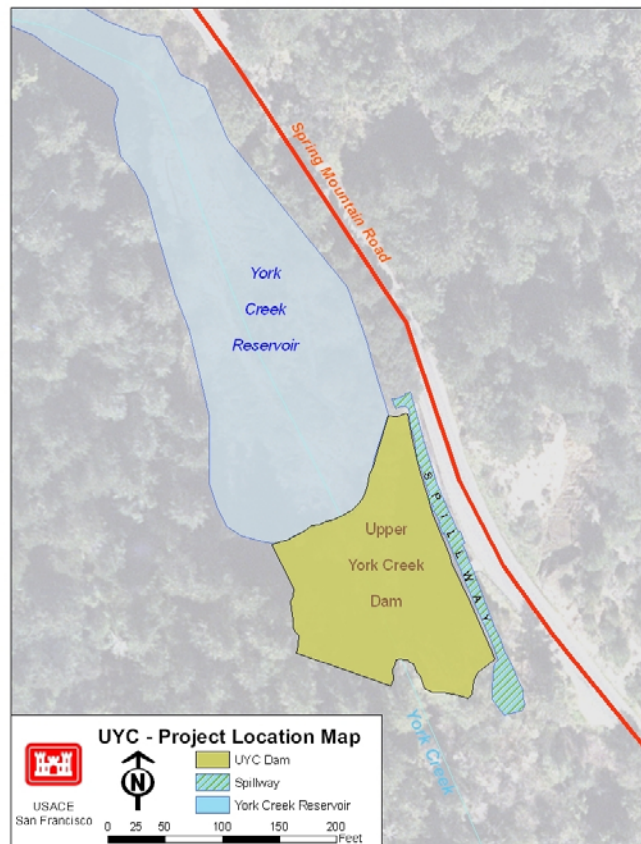 Spring Mountain Road
York
Creek
Reservoir
SPILLWAY
Upper
York Creek
Dam
York Creek
UYC - Project Location Map
N
USACE
San Francisco
UYC Dam
Spillway
York Creek Reservoir
0 25 50 100 150 200
Feet